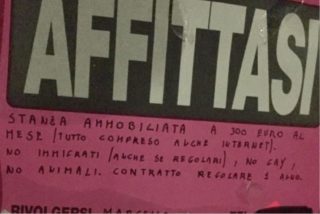 AFFITTASI
STANZA AMMOBILIATA A 300 EURO AL
MESE (TUTTO COMPRESO ANCHE INTERNET).
NO IMMIGRATI (ANCHE SE REGOLARI), NO GAY,
NO ANIMALI. CONTRATTO REGOLARE 1 ANNO.
RIVOLGERSI